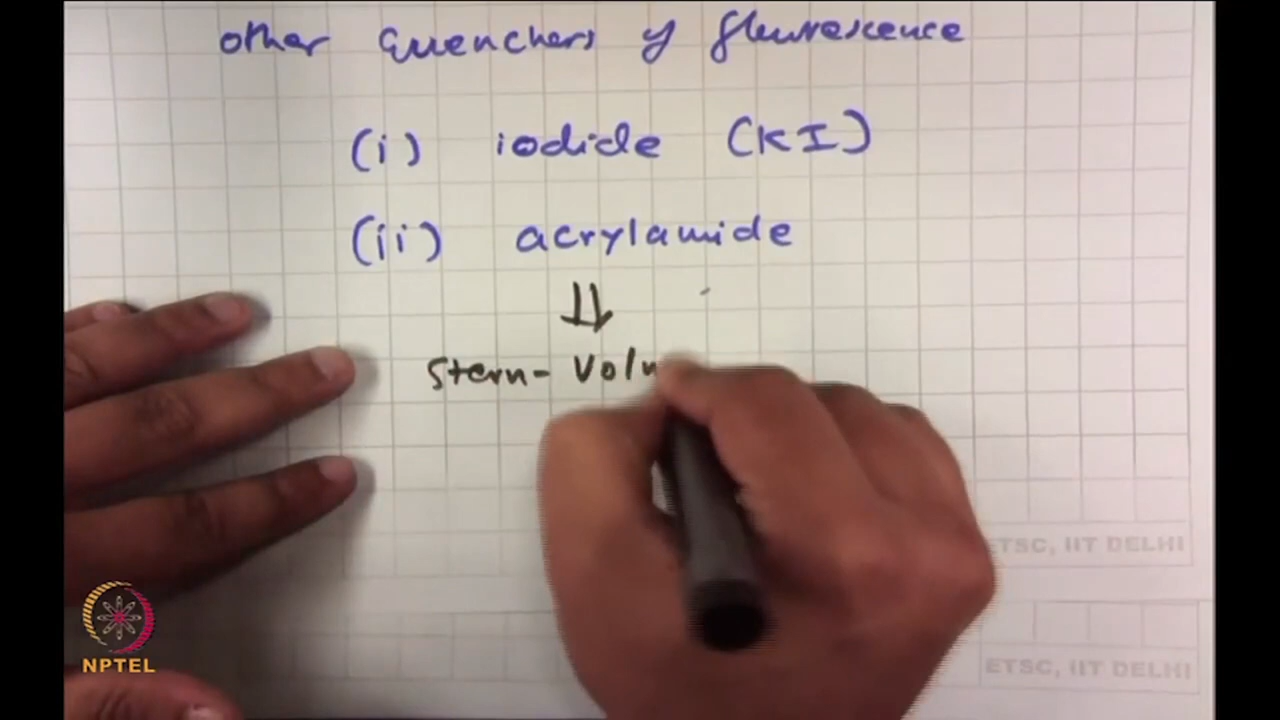 other quenchers of fluorescence
(i) iodide (KI)
(ii) acrylamide
Stern- Vol
ETSC, IIT DELHI
ETSC, IIT DELHI
NPTEL